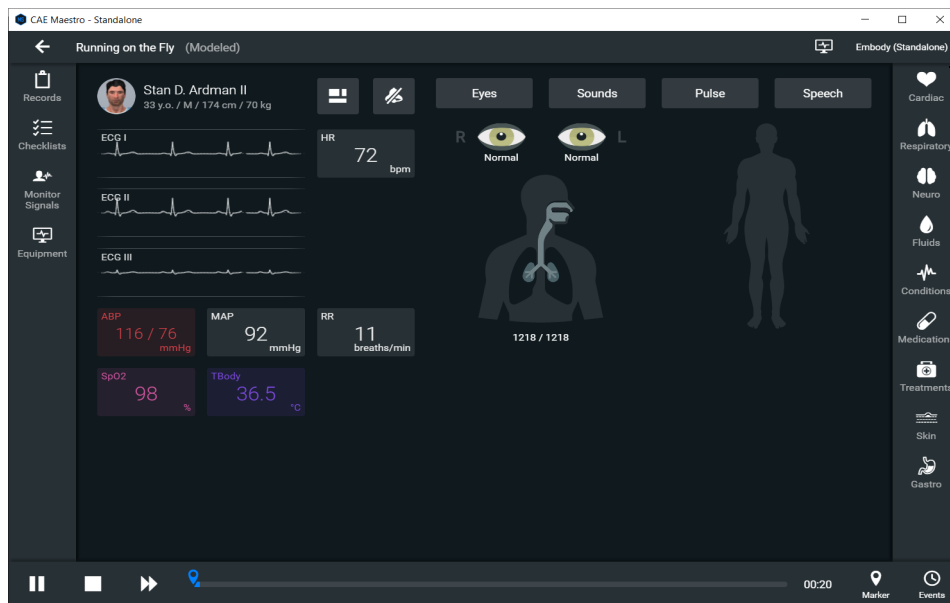 CAE Maestro - Standalone
Running on the Fly (Modeled)
Embody (Standalone)
Records
Checklists
Monitor
Signals
Equipment
Stan D. Ardman II
33 y.o. / M / 174 cm / 70 kg
ECG I
HR
72
bpm
ECG II
ECG III
ABP
116 / 76
mmHg
MAP
92
mmHg
RR
11
breaths/min
SpO2
98
%
TBody
36.5
°C
Eyes
Sounds
Pulse
Speech
R
L
Normal
Normal
1218 / 1218
Cardiac
Respiratory
Neuro
Fluids
Conditions
Medication
Treatments
Skin
Gastro
00:20
Marker
Events